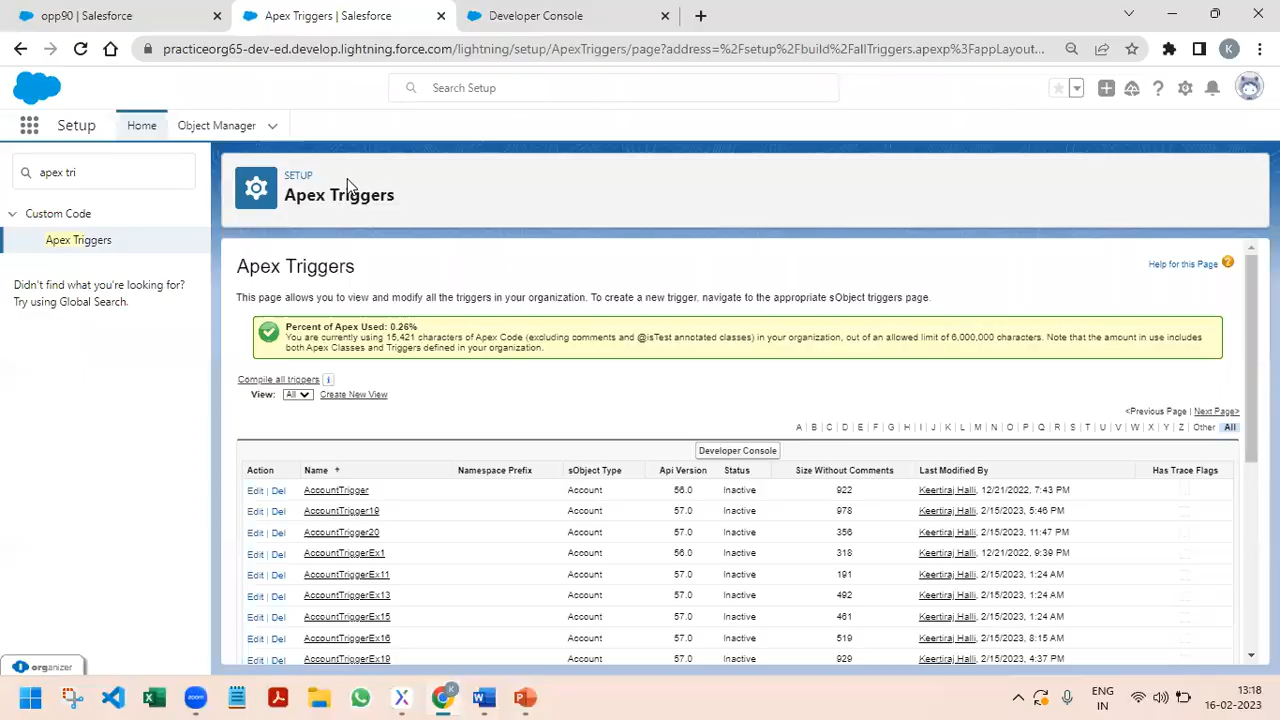 opp90 | Salesforce
Apex Triggers | Salesforce
Developer Console
practiceorg65-dev-ed.develop.lightning.force.com/lightning/setup/ApexTriggers/page?address=%2Fsetup%2Fbuild%2FallTriggers.apexp%3FappLayout...
K
Search Setup
Setup
Home
Object Manager
apex tri
Custom Code
Apex Triggers
Didn't find what you're looking for?
Try using Global Search.
SETUP
Apex Triggers
Apex Triggers
Help for this Page
This page allows you to view and modify all the triggers in your organization. To create a new trigger, navigate to the appropriate sObject triggers page.
Percent of Apex Used: 0.26%
You are currently using 15,421 characters of Apex Code (excluding comments and @isTest annotated classes) in your organization, out of an allowed limit of 6,000,000 characters. Note that the amount in use includes
both Apex Classes and Triggers defined in your organization.
Compile all triggers i
View: All Create New View
<Previous Page | Next Page>
A | B | C | D | E | F | G | H | I | J | K | L | M | N | O | P | Q | R | S | T | U | V | W | X | Y | Z | Other All
Developer Console
Action Name Namespace Prefix sObject Type Api Version Status Size Without Comments Last Modified By Has Trace Flags
Edit | Del AccountTrigger Account 56.0 Inactive 922 Keertiraj Halli, 12/21/2022, 7:43 PM
Edit | Del AccountTrigger19 Account 57.0 Inactive 978 Keertiraj Halli, 2/15/2023, 5:46 PM
Edit | Del AccountTrigger20 Account 57.0 Inactive 356 Keertiraj Halli, 2/15/2023, 11:47 PM
Edit | Del AccountTriggerEx1 Account 56.0 Inactive 318 Keertiraj Halli, 12/21/2022, 9:39 PM
Edit | Del AccountTriggerEx11 Account 57.0 Inactive 191 Keertiraj Halli, 2/15/2023, 1:24 AM
Edit | Del AccountTriggerEx13 Account 57.0 Inactive 492 Keertiraj Halli, 2/15/2023, 1:24 AM
Edit | Del AccountTriggerEx15 Account 57.0 Inactive 461 Keertiraj Halli, 2/15/2023, 1:24 AM
Edit | Del AccountTriggerEx16 Account 57.0 Inactive 519 Keertiraj Halli, 2/15/2023, 8:15 AM
Edit | Del AccountTriggerEx19 Account 57.0 Inactive 929 Keertiraj Halli, 2/15/2023, 4:37 PM
organizer
zoom
K
ENG
IN
13:18
16-02-2023